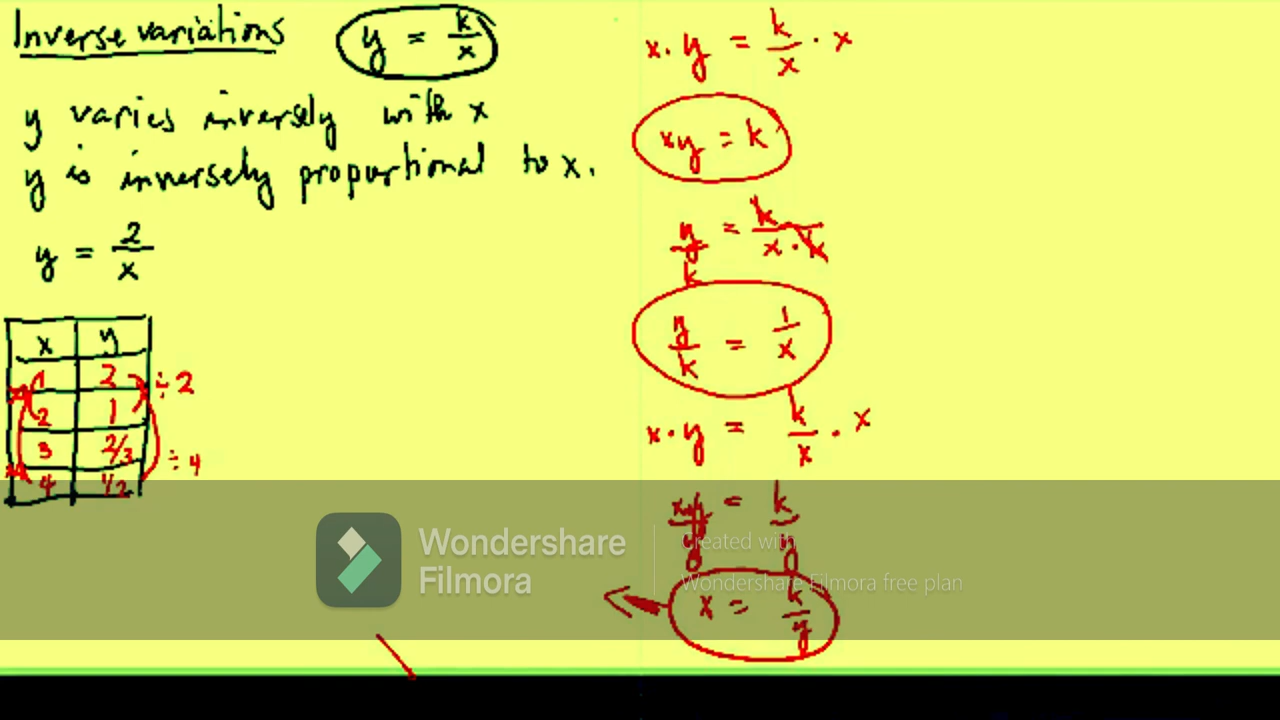 Inverse variations y = k/x
y varies inversely with x
y is inversely proportional to x.
y = 2/x
x y
1 2 ÷2
2 1
3 2/3
4 1/2 ÷4
x · y = k/x · x
xy = k
y/k = k/(x · k)
y/k = 1/x
x · y = k/x · x
xy/y = k/y
x = k/y
Wondershare
Filmora
Created with
Wondershare Filmora free plan